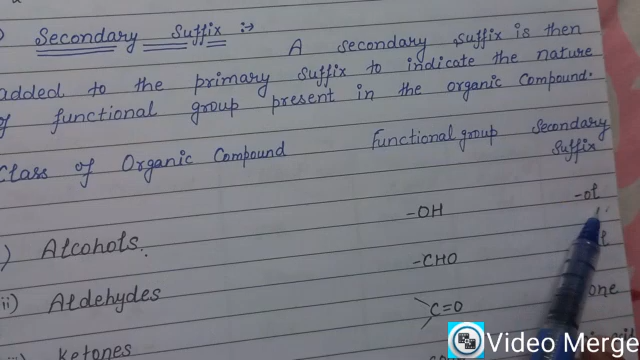 Secondary Suffix :-
A secondary suffix is then
added to the primary suffix to indicate the nature
of functional group present in the organic compound.
Class of Organic Compound Functional group Secondary Suffix
) Alcohols. -OH -ol
ii) Aldehydes -CHO
Ketones C=O one
Video Merge